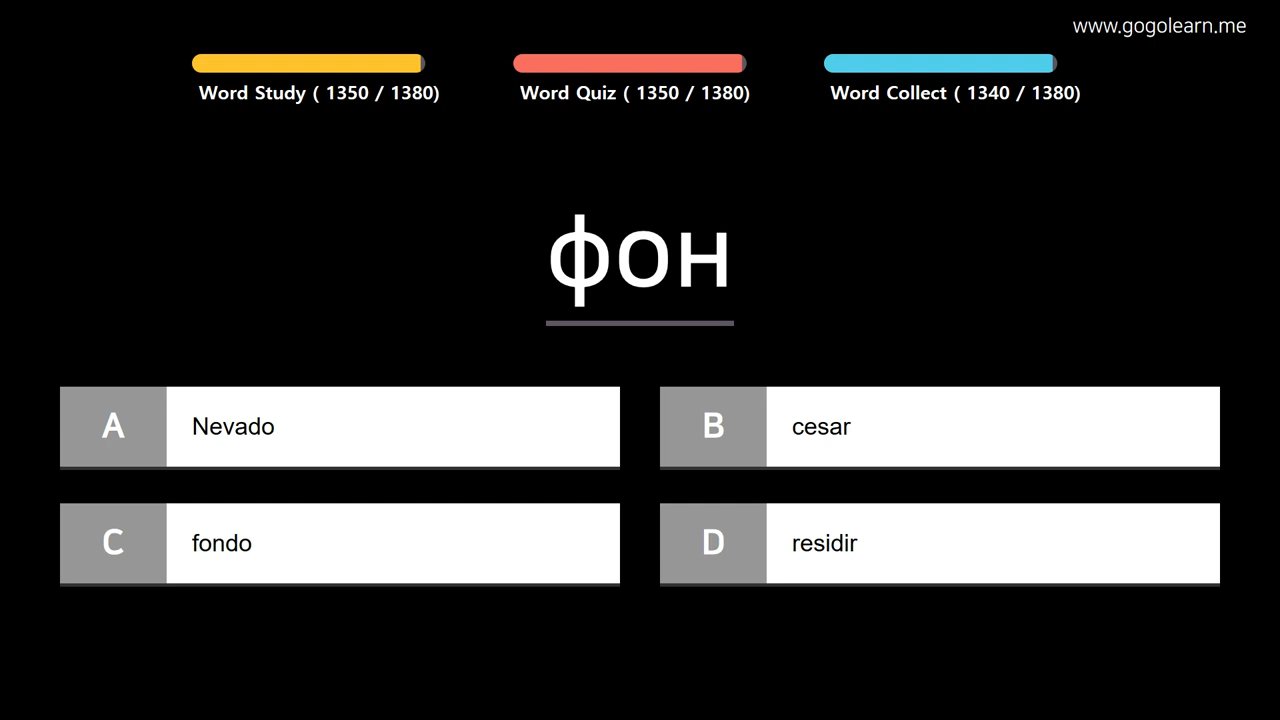 www.gogolearn.me
Word Study ( 1350 / 1380)
Word Quiz ( 1350 / 1380)
Word Collect ( 1340 / 1380)
фон
A
Nevado
B
cesar
C
fondo
D
residir